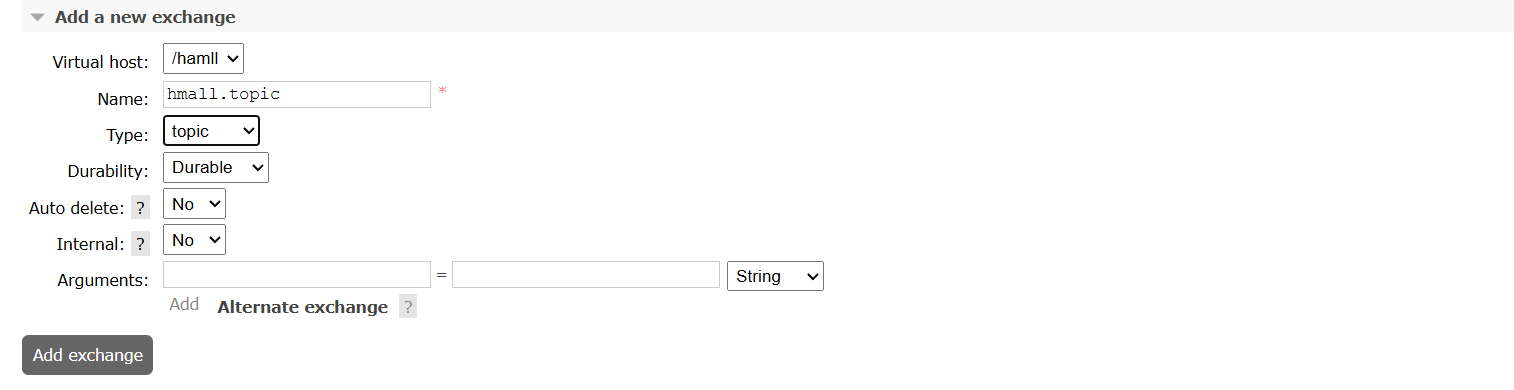 Add a new exchange
Virtual host: /hamll
Name: hmall.topic *
Type: topic
Durability: Durable
Auto delete: ? No
Internal: ? No
Arguments: = String
Add Alternate exchange ?
Add exchange